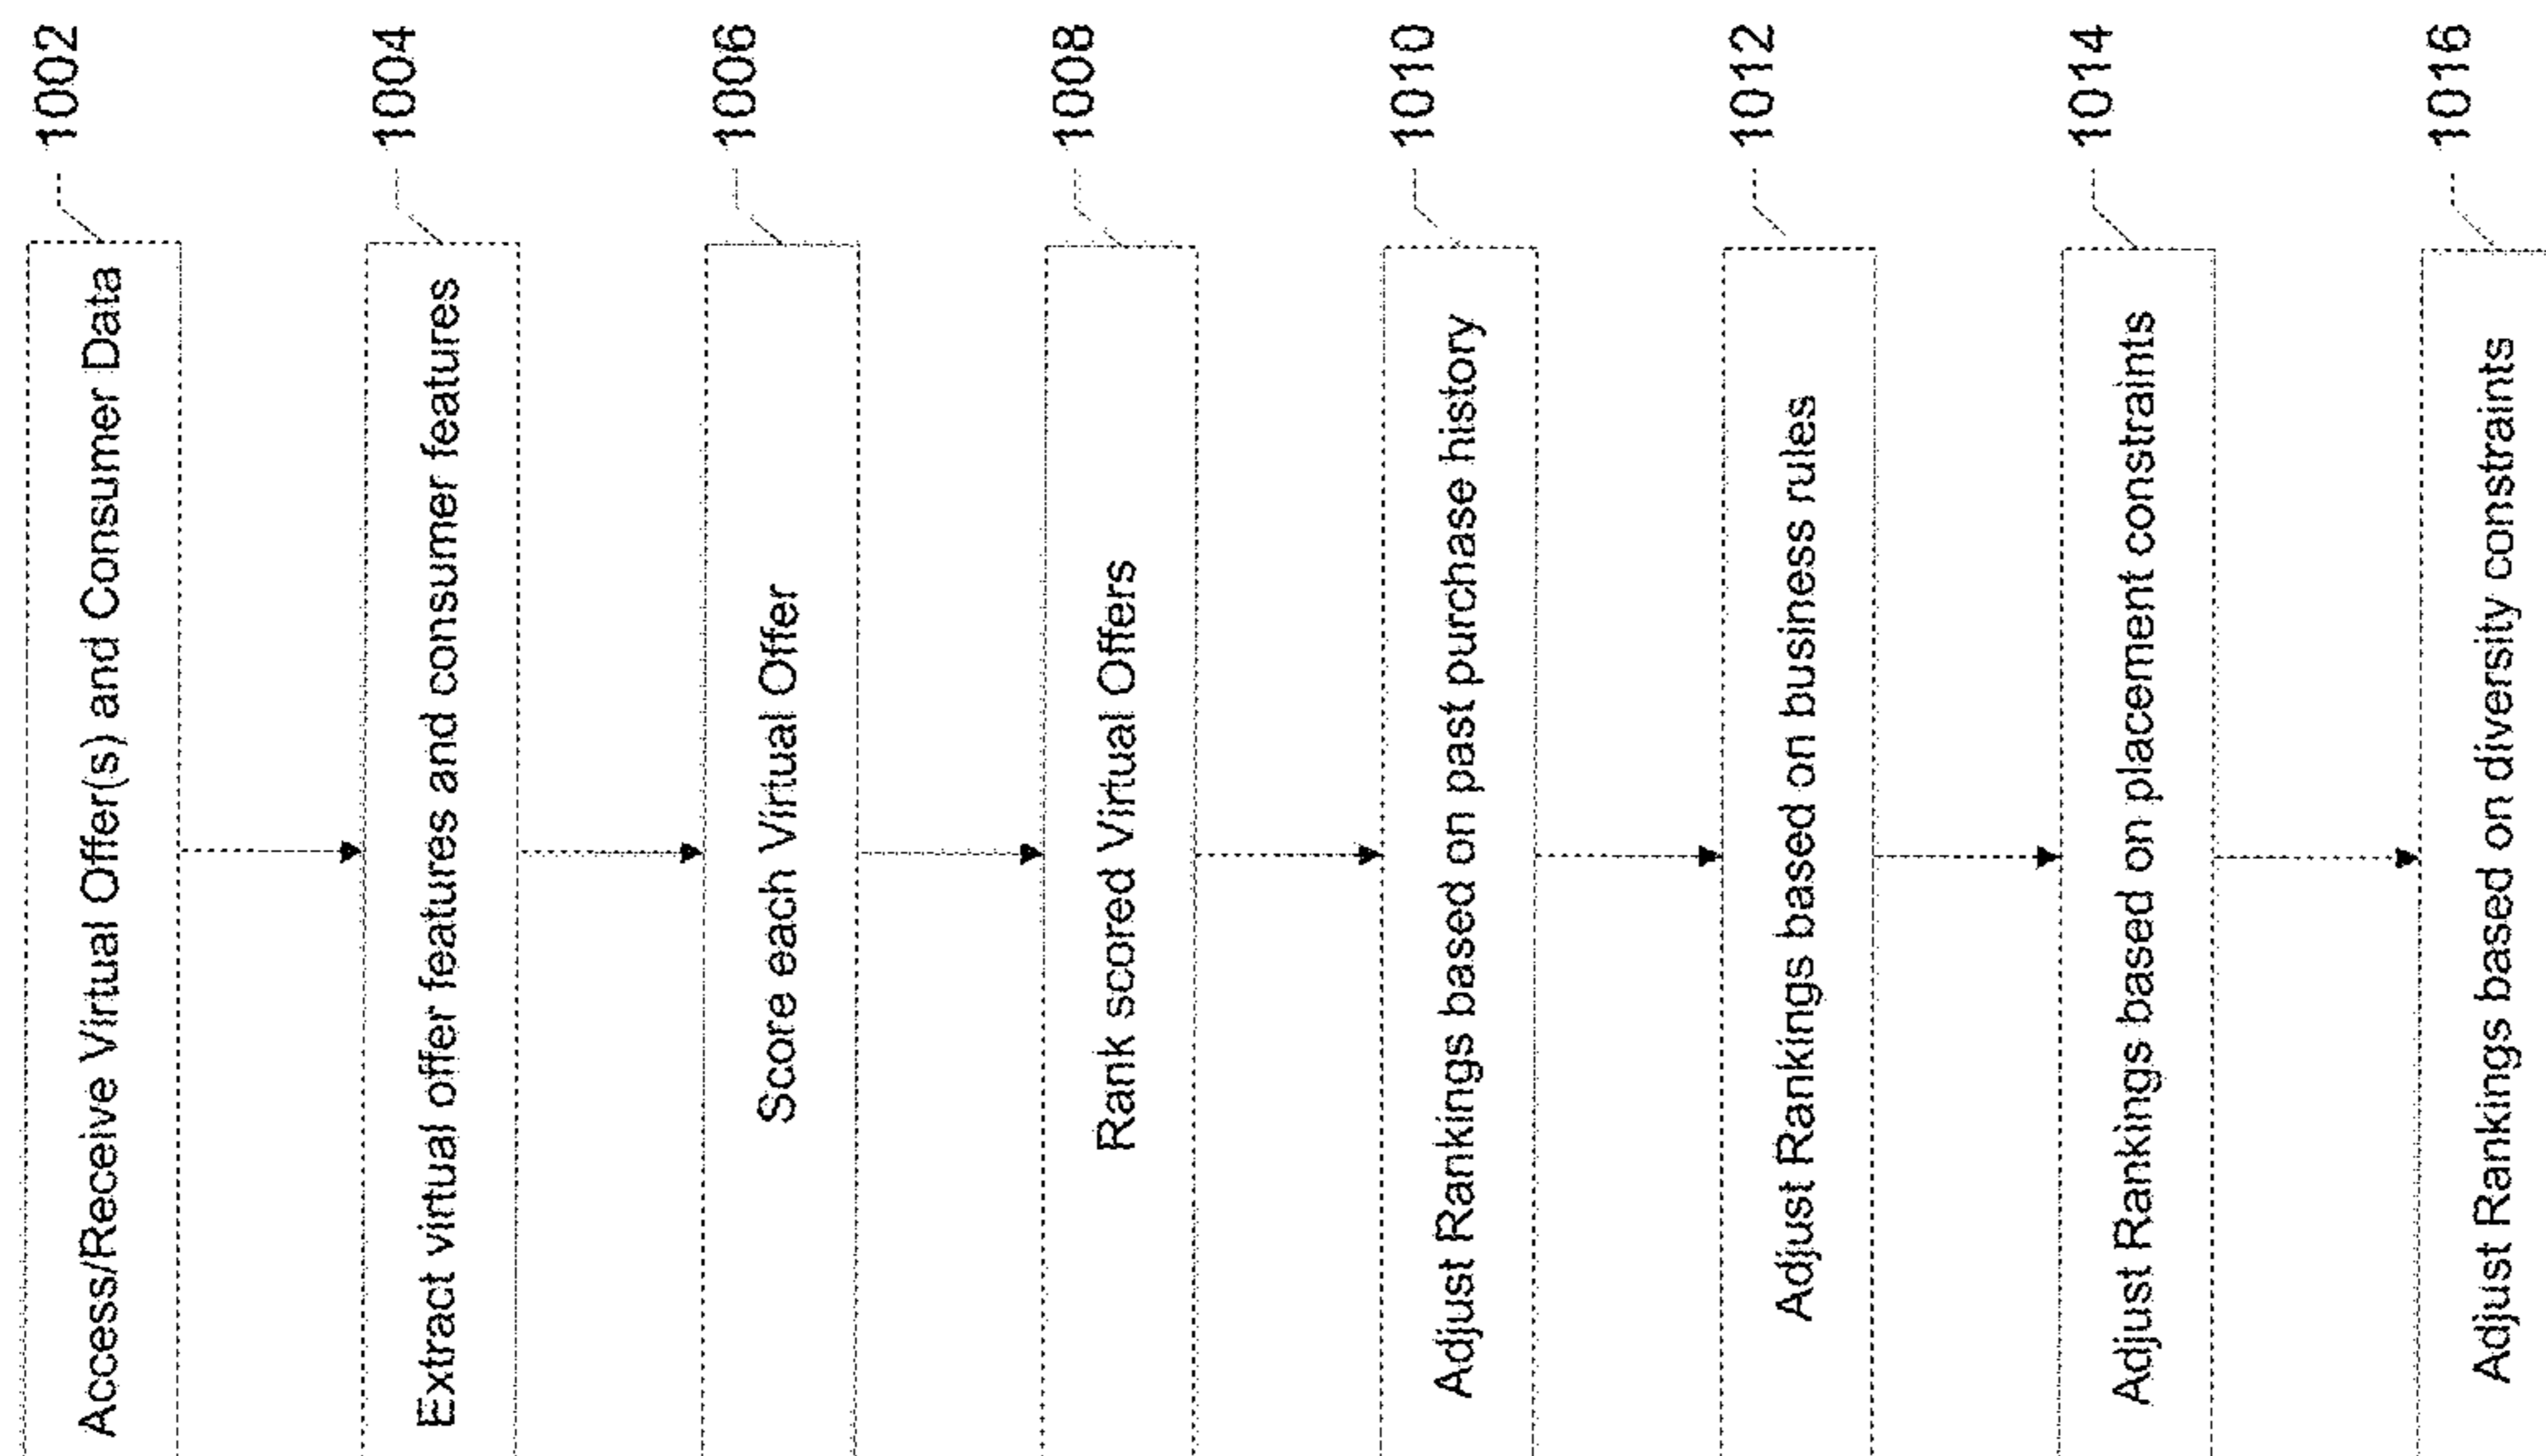 Access/Receive Virtual Offer(s) and Consumer Data
1002
Extract virtual offer features and consumer features
1004
Score each Virtual Offer
1006
Rank scored Virtual Offers
1008
Adjust Rankings based on past purchase history
1010
Adjust Rankings based on business rules
1012
Adjust Rankings based on placement constraints
1014
Adjust Rankings based on diversity constraints
1016